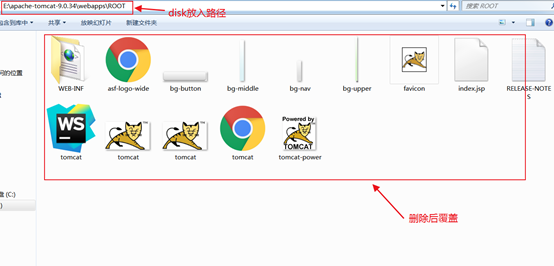 E:\apache-tomcat-9.0.34\webapps\ROOT
搜索 ROOT
disk放入路径
包含到库中
共享
放映幻灯片
新建文件夹
问的位置
WEB-INF
asf-logo-wide
bg-button
bg-middle
bg-nav
bg-upper
favicon
index.jsp
RELEASE-NOTES
WS
Powered by
TOMCAT
tomcat
tomcat
tomcat
tomcat
tomcat-power
盘 (C:)
删除后覆盖